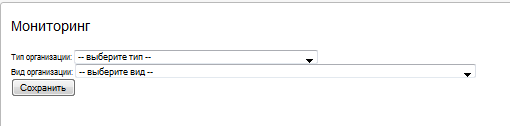 Мониторинг
Тип организации: -- выберите тип --
Вид организации: -- выберите вид --
Сохранить